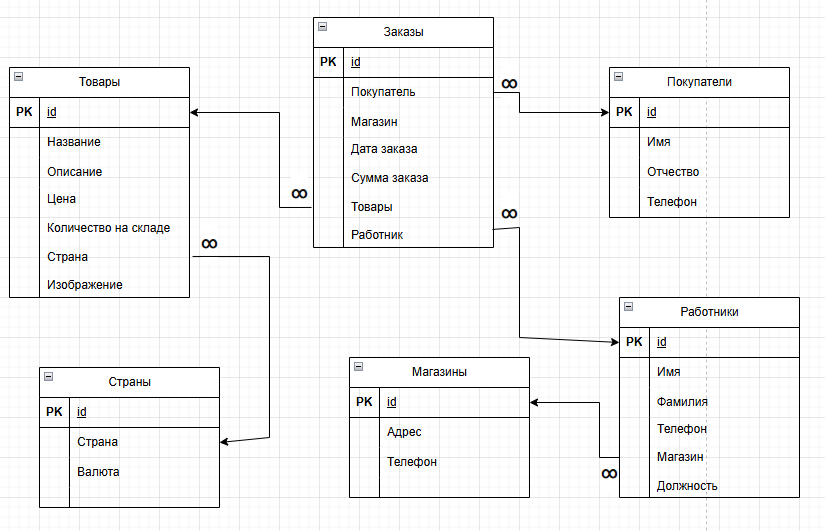 Заказы
PK id
Покупатель
Магазин
Дата заказа
Сумма заказа
Товары
Работник
Товары
PK id
Название
Описание
Цена
Количество на складе
Страна
Изображение
Покупатели
PK id
Имя
Отчество
Телефон
Работники
PK id
Имя
Фамилия
Телефон
Магазин
Должность
Страны
PK id
Страна
Валюта
Магазины
PK id
Адрес
Телефон
∞
∞
∞
∞
∞